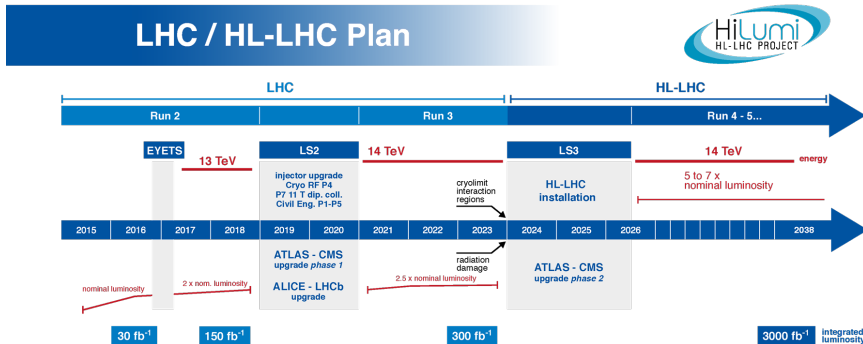 LHC / HL-LHC Plan
HiLumi
HL-LHC PROJECT
LHC
HL-LHC
Run 2
Run 3
Run 4 - 5...
EYETS
13 TeV
LS2
14 TeV
LS3
14 TeV
energy
injector upgrade
Cryo RF P4
P7 11 T dip. coll.
Civil Eng. P1-P5
cryolimit
interaction
regions
HL-LHC
installation
5 to 7 x
nominal luminosity
2015 2016 2017 2018 2019 2020 2021 2022 2023 2024 2025 2026 2038
radiation
damage
ATLAS - CMS
upgrade phase 1
ALICE - LHCb
upgrade
ATLAS - CMS
upgrade phase 2
nominal luminosity
2 x nom. luminosity
2.5 x nominal luminosity
30 fb-1
150 fb-1
300 fb-1
3000 fb-1
integrated
luminosity